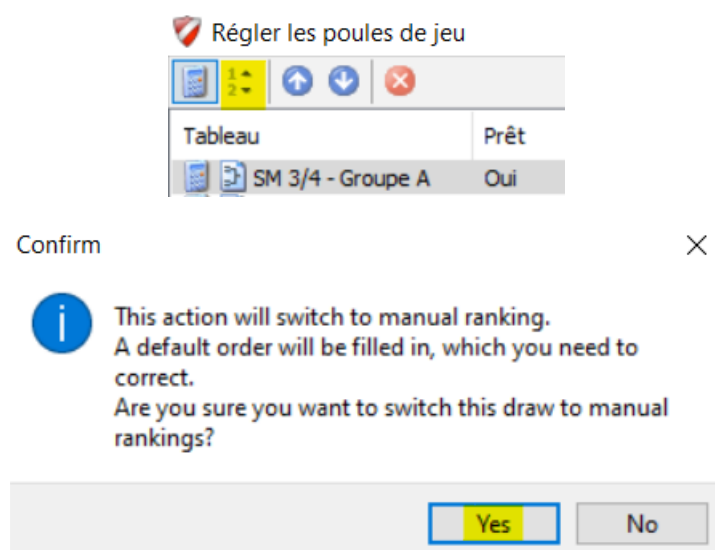 Régler les poules de jeu
1
2
Tableau Prêt
SM 3/4 - Groupe A Oui
Confirm
This action will switch to manual ranking.
A default order will be filled in, which you need to
correct.
Are you sure you want to switch this draw to manual
rankings?
Yes No